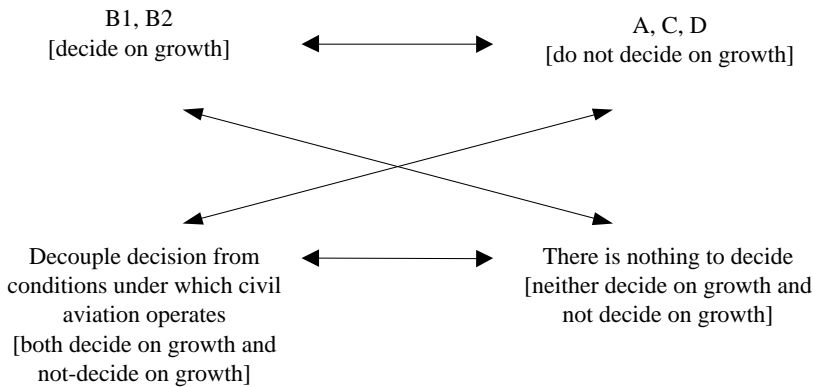 B1, B2
[decide on growth]
A, C, D
[do not decide on growth]
Decouple decision from
conditions under which civil
aviation operates
[both decide on growth and
not-decide on growth]
There is nothing to decide
[neither decide on growth and
not decide on growth]